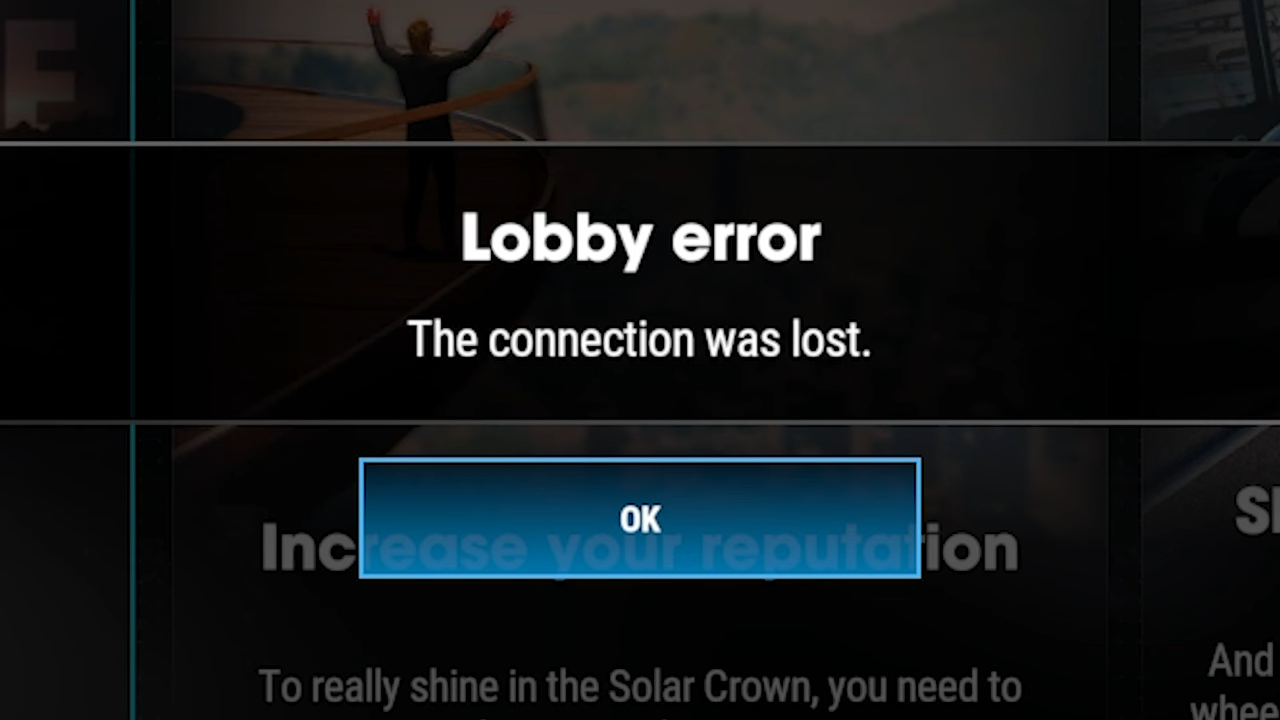 Lobby error
The connection was lost.
OK
Increase your reputation
To really shine in the Solar Crown, you need to
And